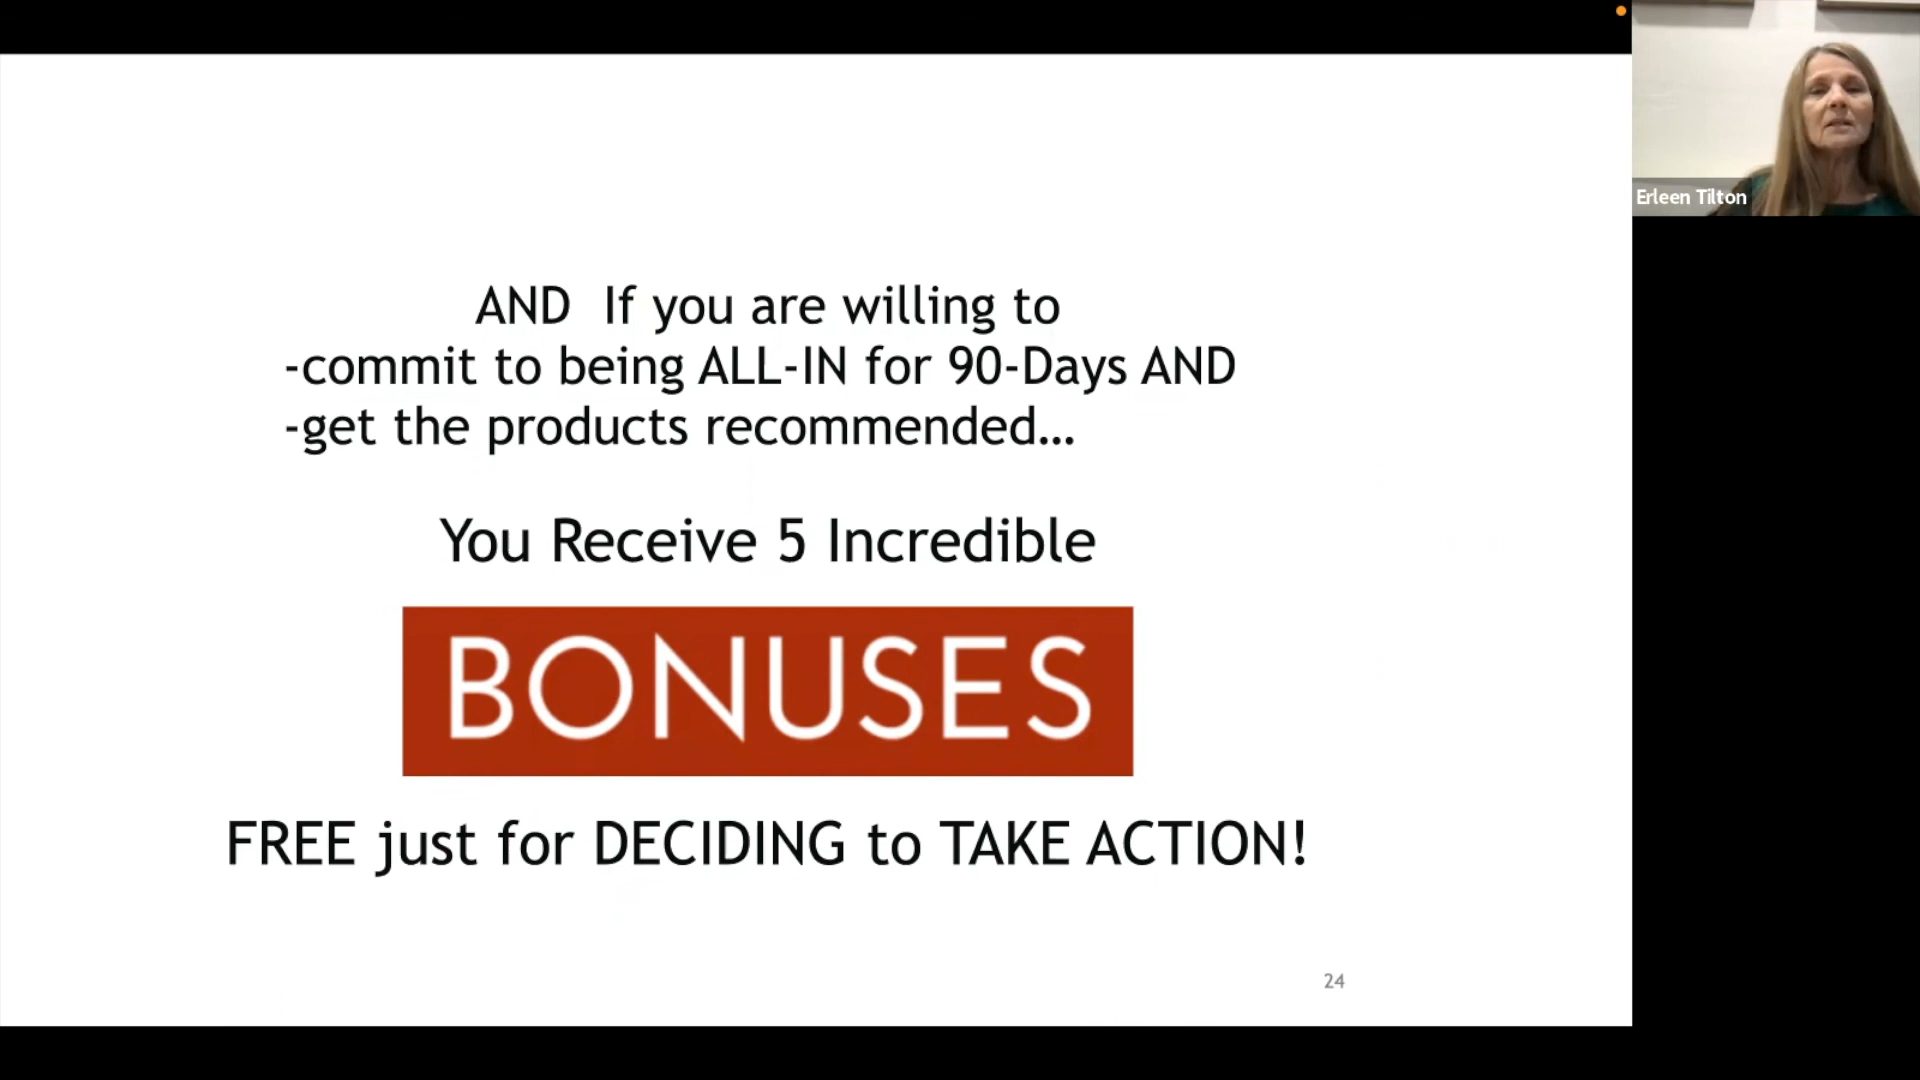 AND  If you are willing to
-commit to being ALL-IN for 90-Days AND
-get the products recommended...
You Receive 5 Incredible
BONUSES
FREE just for DECIDING to TAKE ACTION!
24
Erleen Tilton